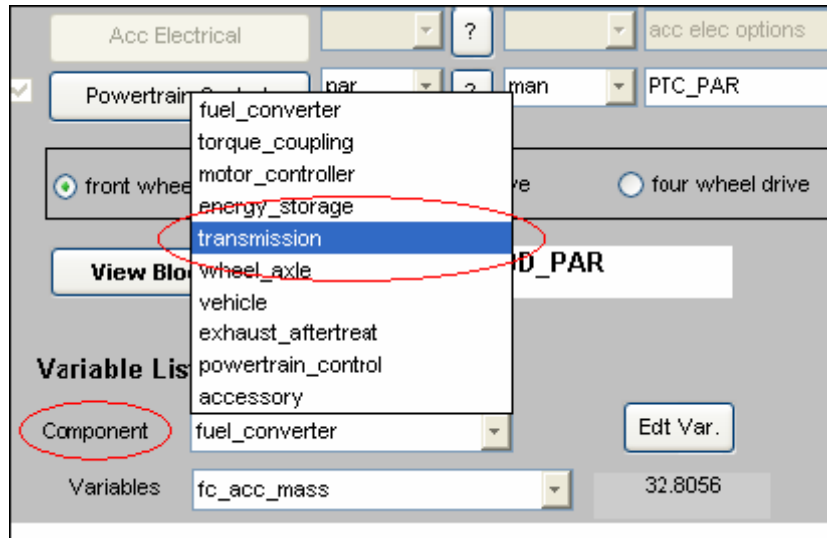 Acc Electrical ? acc elec options
Powertrain par ? man PTC_PAR
fuel_converter
torque_coupling
motor_controller
front whee four wheel drive
energy_storage
transmission
View Blo wheel_axle D_PAR
vehicle
exhaust_aftertreat
Variable Lis powertrain_control
accessory
Component fuel_converter Edt Var.
Variables fc_acc_mass 32.8056